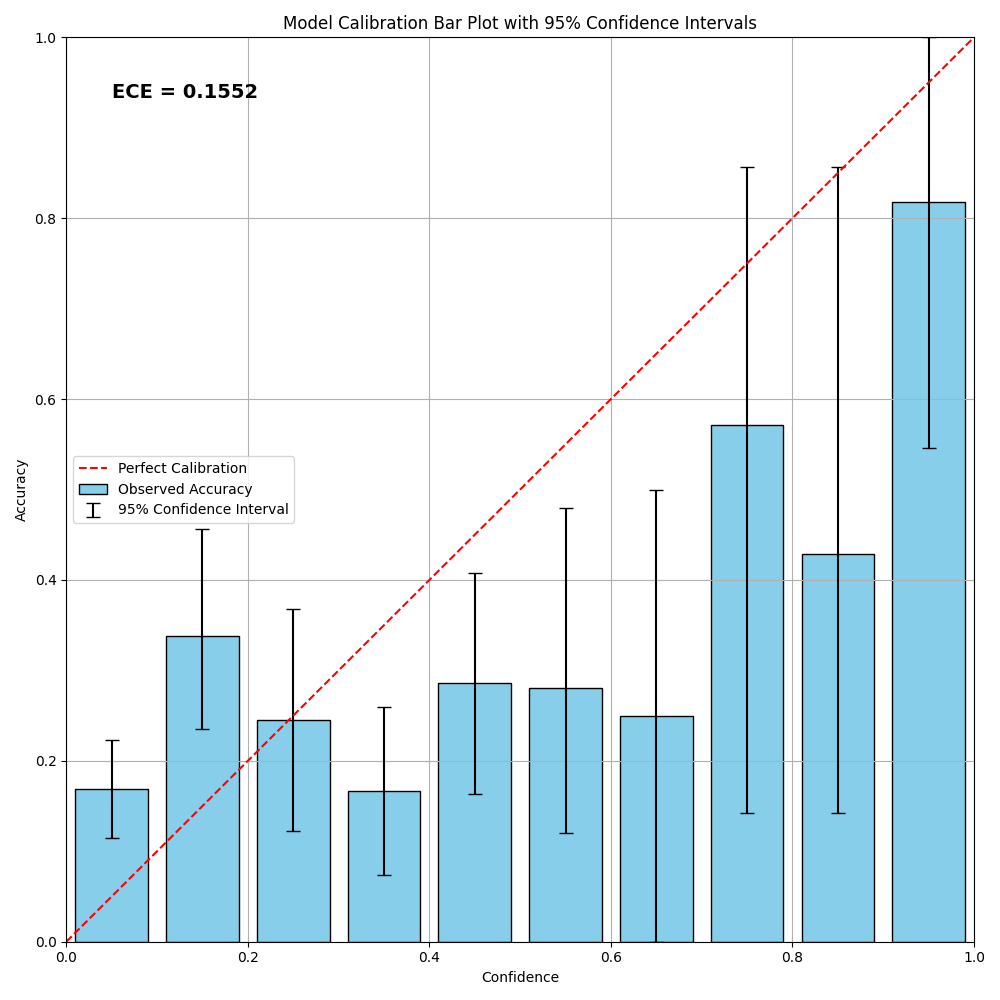 Model Calibration Bar Plot with 95% Confidence Intervals
ECE = 0.1552
Accuracy
1.0
0.8
0.6
0.4
0.2
0.0
Perfect Calibration
Observed Accuracy
95% Confidence Interval
0.0 0.2 0.4 0.6 0.8 1.0
Confidence